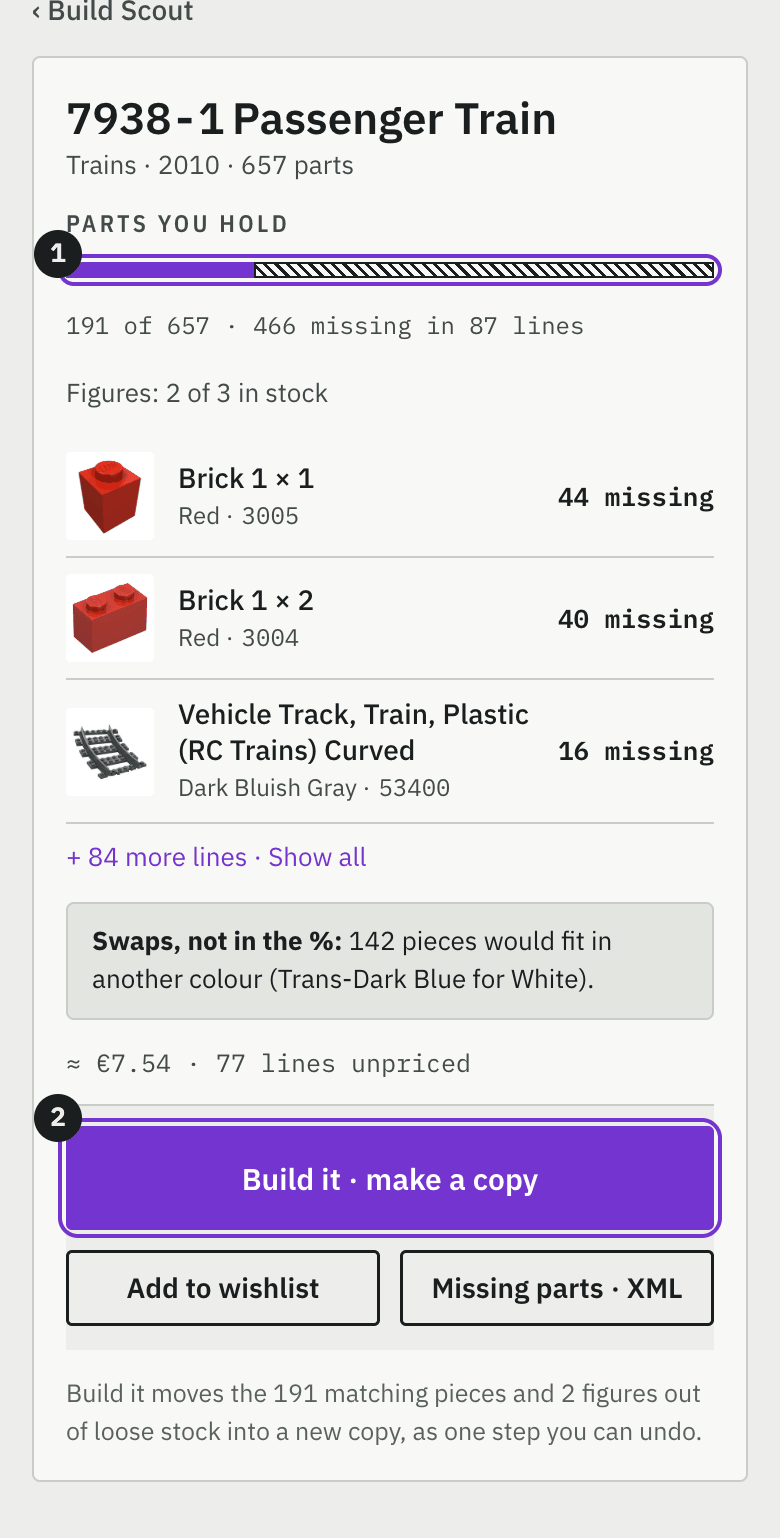 ‹ Build Scout
7938-1 Passenger Train
Trains · 2010 · 657 parts
PARTS YOU HOLD
1
191 of 657 · 466 missing in 87 lines
Figures: 2 of 3 in stock
Brick 1 × 1
Red · 3005
44 missing
Brick 1 × 2
Red · 3004
40 missing
Vehicle Track, Train, Plastic
(RC Trains) Curved
Dark Bluish Gray · 53400
16 missing
+ 84 more lines · Show all
Swaps, not in the %: 142 pieces would fit in
another colour (Trans-Dark Blue for White).
≈ €7.54 · 77 lines unpriced
2
Build it · make a copy
Add to wishlist
Missing parts · XML
Build it moves the 191 matching pieces and 2 figures out
of loose stock into a new copy, as one step you can undo.